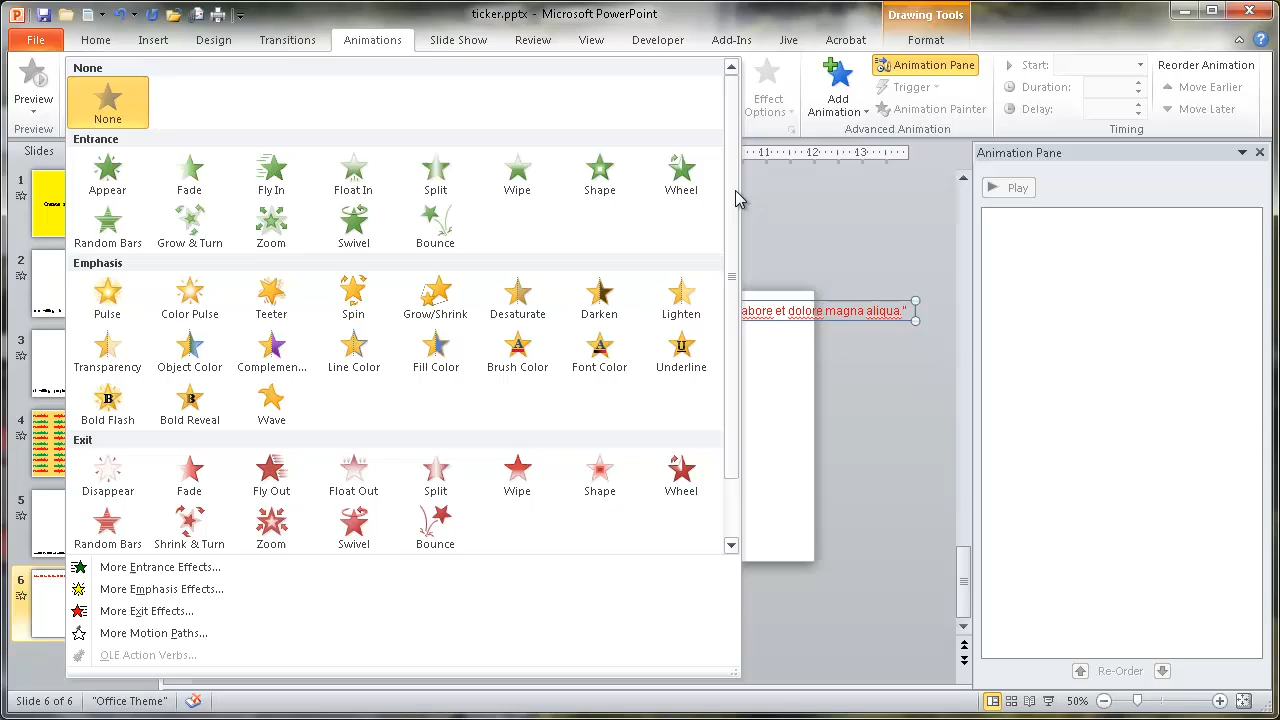 ticker.pptx - Microsoft PowerPoint
Drawing Tools
File Home Insert Design Transitions Animations Slide Show Review View Developer Add-Ins Jive Acrobat Format
Preview
Preview
None
None
Entrance
Appear Fade Fly In Float In Split Wipe Shape Wheel
Random Bars Grow & Turn Zoom Swivel Bounce
Emphasis
Pulse Color Pulse Teeter Spin Grow/Shrink Desaturate Darken Lighten
Transparency Object Color Complemen... Line Color Fill Color Brush Color Font Color Underline
Bold Flash Bold Reveal Wave
Exit
Disappear Fade Fly Out Float Out Split Wipe Shape Wheel
Random Bars Shrink & Turn Zoom Swivel Bounce
More Entrance Effects...
More Emphasis Effects...
More Exit Effects...
More Motion Paths...
OLE Action Verbs...
Effect Options
Add Animation
Animation Pane
Trigger
Animation Painter
Advanced Animation
Start:
Duration:
Delay:
Reorder Animation
Move Earlier
Move Later
Timing
Slides
1
2
3
4
5
6
11 12 13
abore et dolore magna aliqua."
Animation Pane
Play
Re-Order
Slide 6 of 6 "Office Theme" 50%